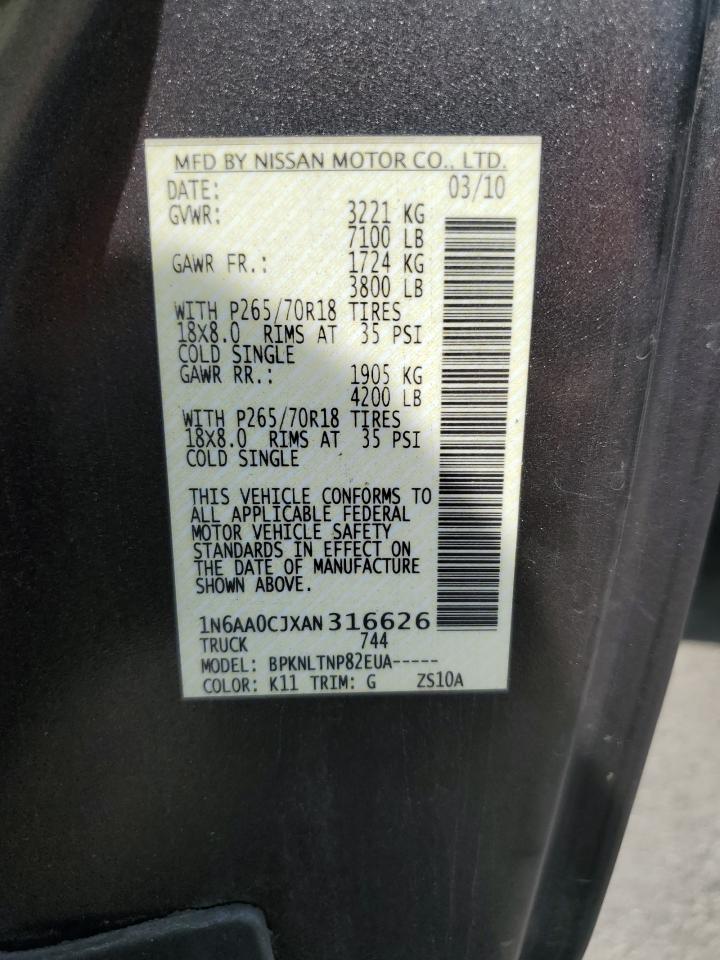 MFD BY NISSAN MOTOR CO., LTD.
DATE: 03/10
GVWR: 3221 KG
7100 LB
GAWR FR.: 1724 KG
3800 LB
WITH P265/70R18 TIRES
18X8.0 RIMS AT 35 PSI
COLD SINGLE
GAWR RR.: 1905 KG
4200 LB
WITH P265/70R18 TIRES
18X8.0 RIMS AT 35 PSI
COLD SINGLE
THIS VEHICLE CONFORMS TO
ALL APPLICABLE FEDERAL
MOTOR VEHICLE SAFETY
STANDARDS IN EFFECT ON
THE DATE OF MANUFACTURE
SHOWN ABOVE.
1N6AA0CJXAN316626
TRUCK 744
MODEL: BPKNLTNP82EUA-----
COLOR: K11 TRIM: G ZS10A